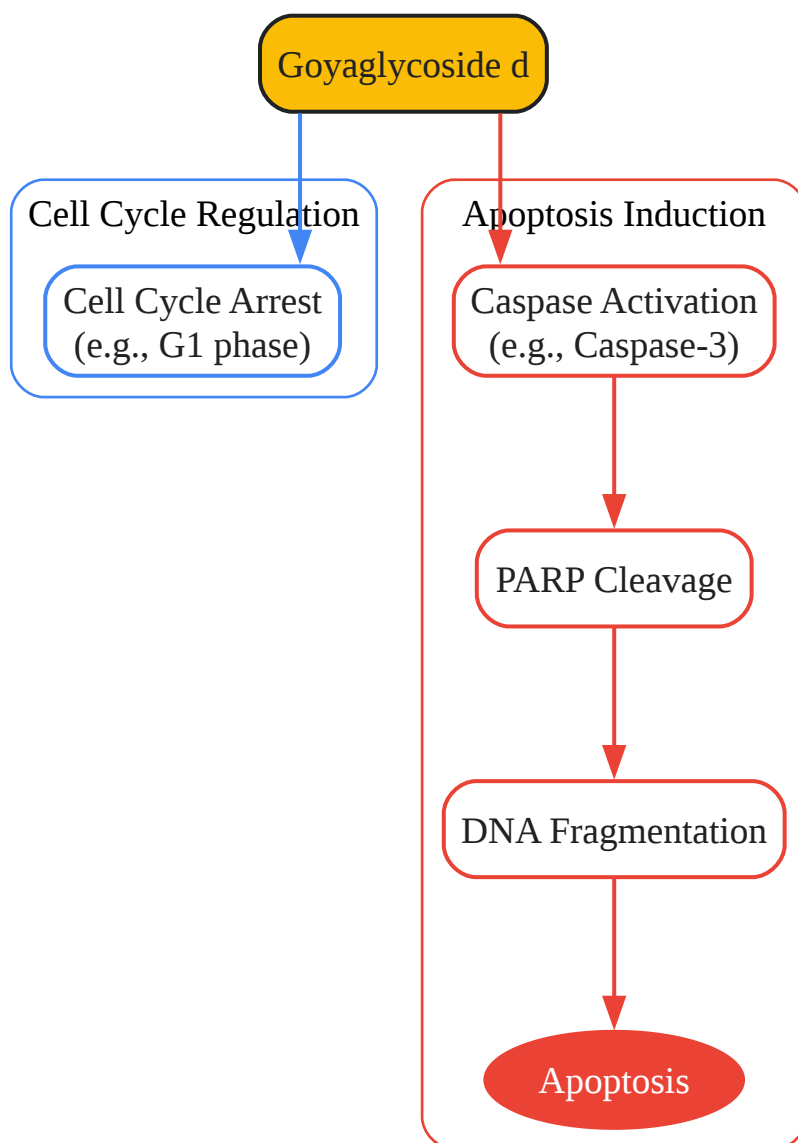 Goyaglycoside d
Cell Cycle Regulation
Cell Cycle Arrest
(e.g., G1 phase)
Apoptosis Induction
Caspase Activation
(e.g., Caspase-3)
PARP Cleavage
DNA Fragmentation
Apoptosis